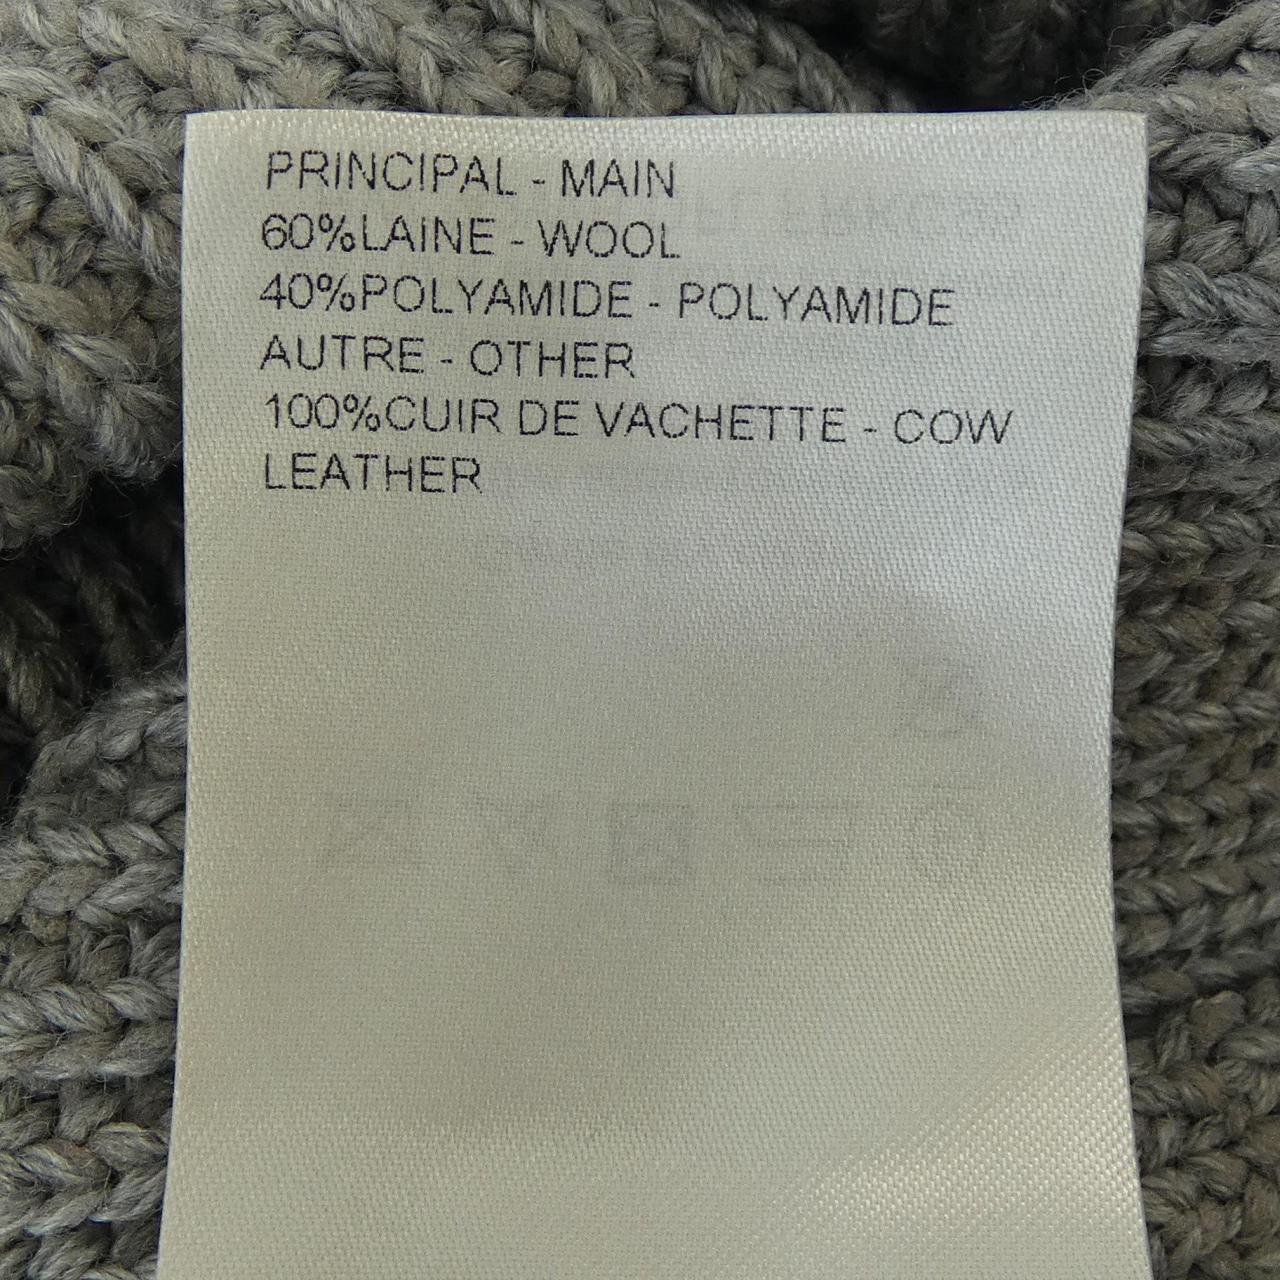 PRINCIPAL - MAIN
60%LAINE - WOOL
40%POLYAMIDE - POLYAMIDE
AUTRE - OTHER
100%CUIR DE VACHETTE - COW
LEATHER